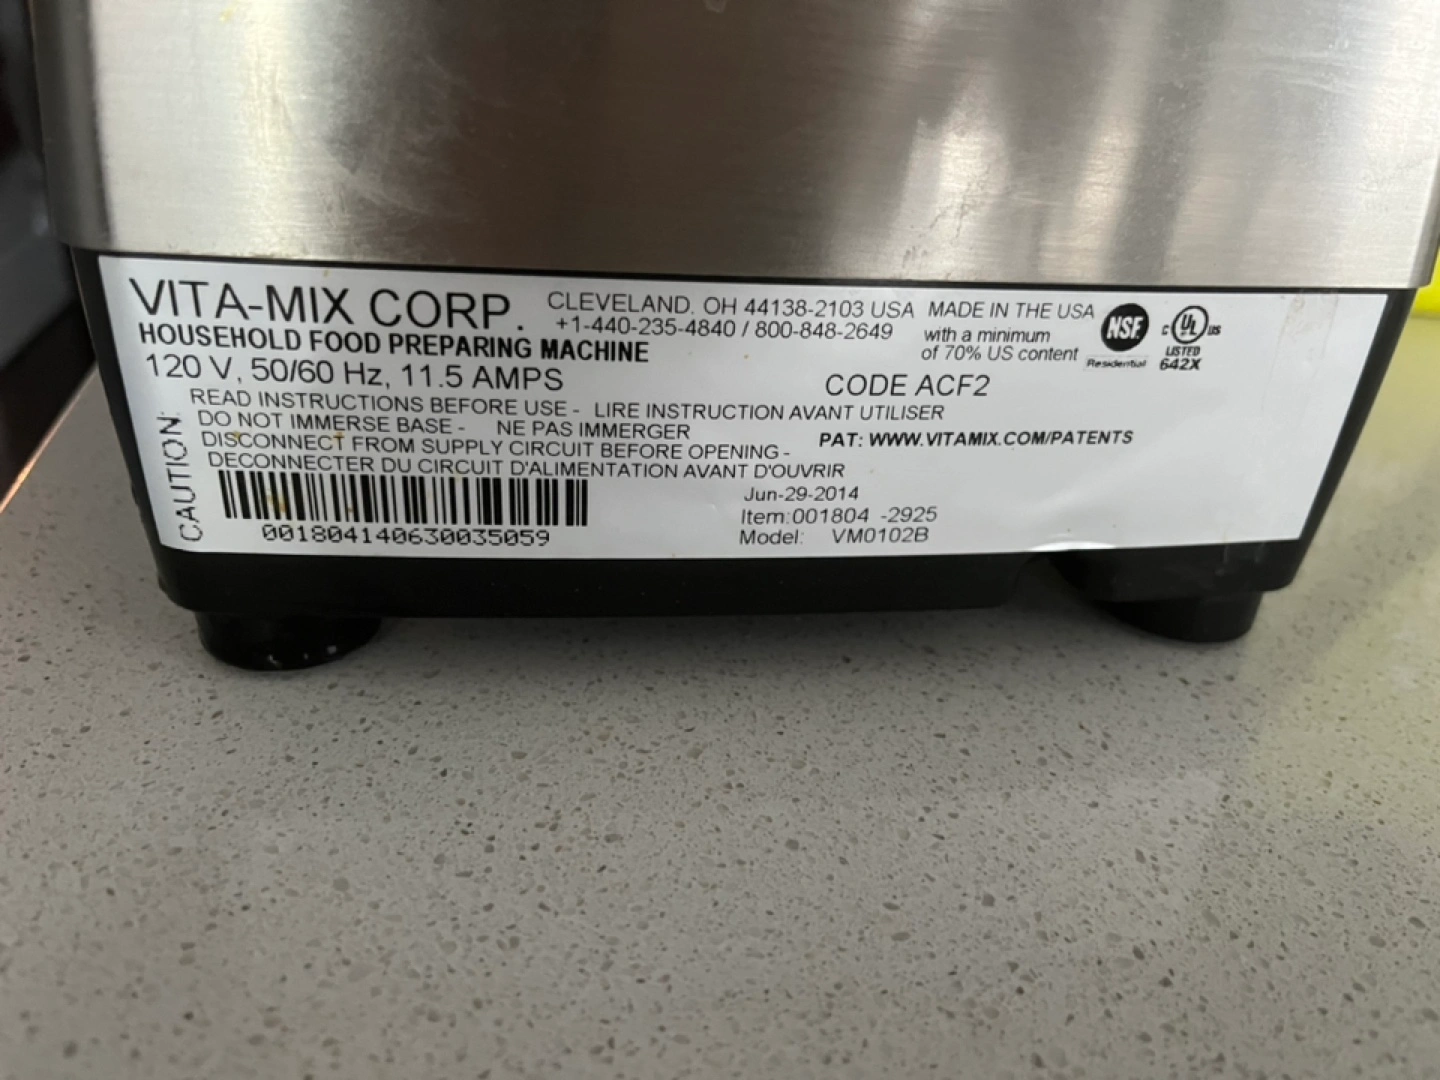 VITA-MIX CORP.
CLEVELAND. OH 44138-2103 USA
+1-440-235-4840 / 800-848-2649
MADE IN THE USA
with a minimum
of 70% US content
NSF.
Residential
C UL US
LISTED
642X
HOUSEHOLD FOOD PREPARING MACHINE
120 V, 50/60 Hz, 11.5 AMPS
CODE ACF2
CAUTION:
READ INSTRUCTIONS BEFORE USE - LIRE INSTRUCTION AVANT UTILISER
DO NOT IMMERSE BASE - NE PAS IMMERGER
DISCONNECT FROM SUPPLY CIRCUIT BEFORE OPENING -
DECONNECTER DU CIRCUIT D'ALIMENTATION AVANT D'OUVRIR
PAT: WWW.VITAMIX.COM/PATENTS
001804140630035059
Jun-29-2014
Item:001804 -2925
Model: VM0102B